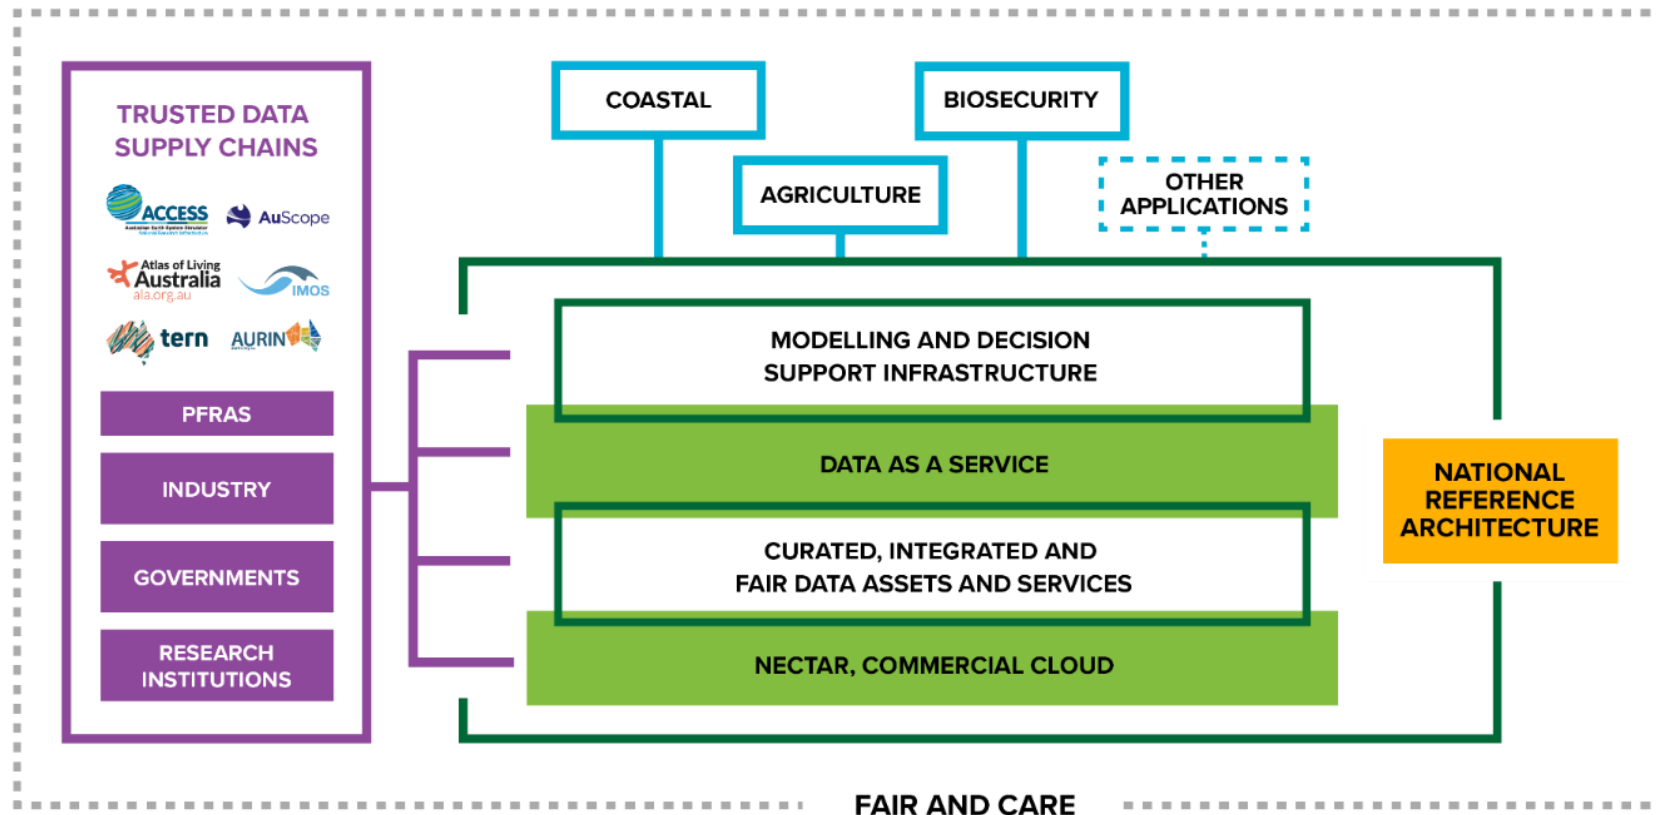 TRUSTED DATA
SUPPLY CHAINS
ACCESS
AuScope
Atlas of Living
Australia
ala.org.au
IMOS
tern
AURIN
PFRAS
INDUSTRY
GOVERNMENTS
RESEARCH
INSTITUTIONS
COASTAL
BIOSECURITY
AGRICULTURE
OTHER
APPLICATIONS
MODELLING AND DECISION
SUPPORT INFRASTRUCTURE
DATA AS A SERVICE
CURATED, INTEGRATED AND
FAIR DATA ASSETS AND SERVICES
NECTAR, COMMERCIAL CLOUD
NATIONAL
REFERENCE
ARCHITECTURE
FAIR AND CARE